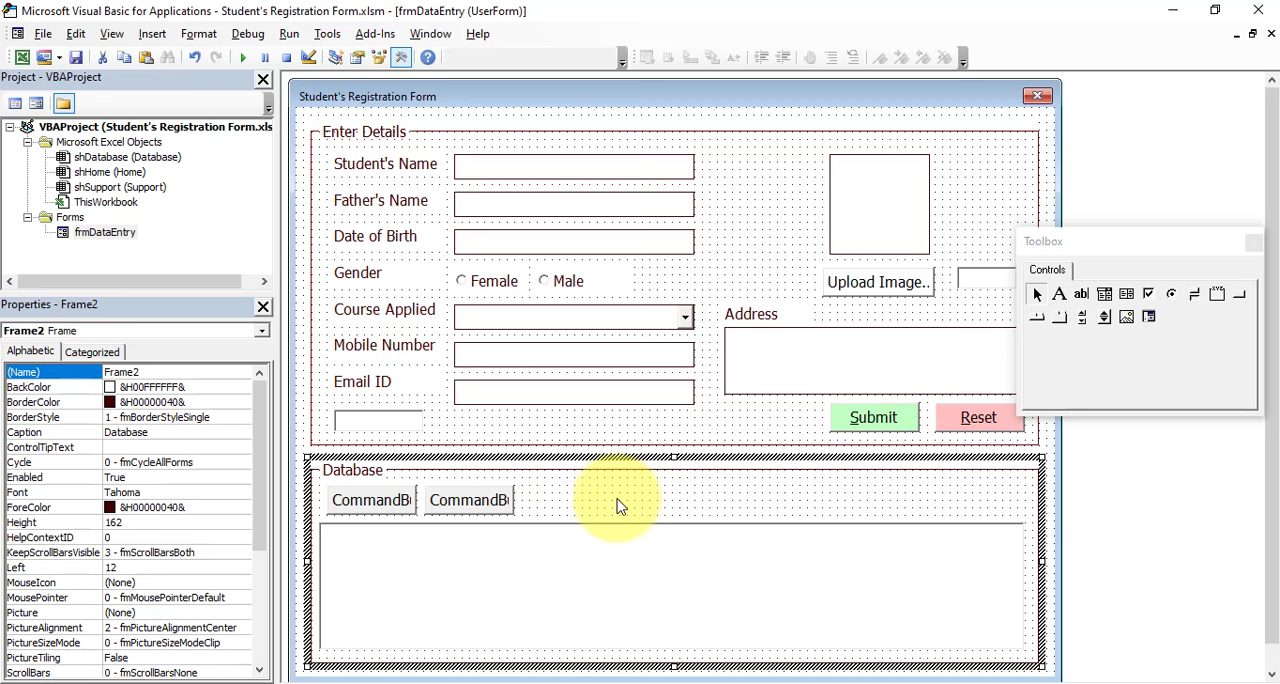 Microsoft Visual Basic for Applications - Student's Registration Form.xlsm - [frmDataEntry (UserForm)]
File Edit View Insert Format Debug Run Tools Add-Ins Window Help
Project - VBAProject
VBAProject (Student's Registration Form.xls
Microsoft Excel Objects
shDatabase (Database)
shHome (Home)
shSupport (Support)
ThisWorkbook
Forms
frmDataEntry
Properties - Frame2
Frame2 Frame
Alphabetic Categorized
(Name) Frame2
BackColor &H00FFFFFF&
BorderColor &H00000040&
BorderStyle 1 - fmBorderStyleSingle
Caption Database
ControlTipText
Cycle 0 - fmCycleAllForms
Enabled True
Font Tahoma
ForeColor &H00000040&
Height 162
HelpContextID 0
KeepScrollBarsVisible 3 - fmScrollBarsBoth
Left 12
MouseIcon (None)
MousePointer 0 - fmMousePointerDefault
Picture (None)
PictureAlignment 2 - fmPictureAlignmentCenter
PictureSizeMode 0 - fmPictureSizeModeClip
PictureTiling False
ScrollBars 0 - fmScrollBarsNone
Student's Registration Form
Enter Details
Student's Name
Father's Name
Date of Birth
Gender Female Male
Course Applied
Mobile Number
Email ID
Upload Image..
Address
Submit Reset
Database
CommandBu CommandBu
Toolbox
Controls
A ab|